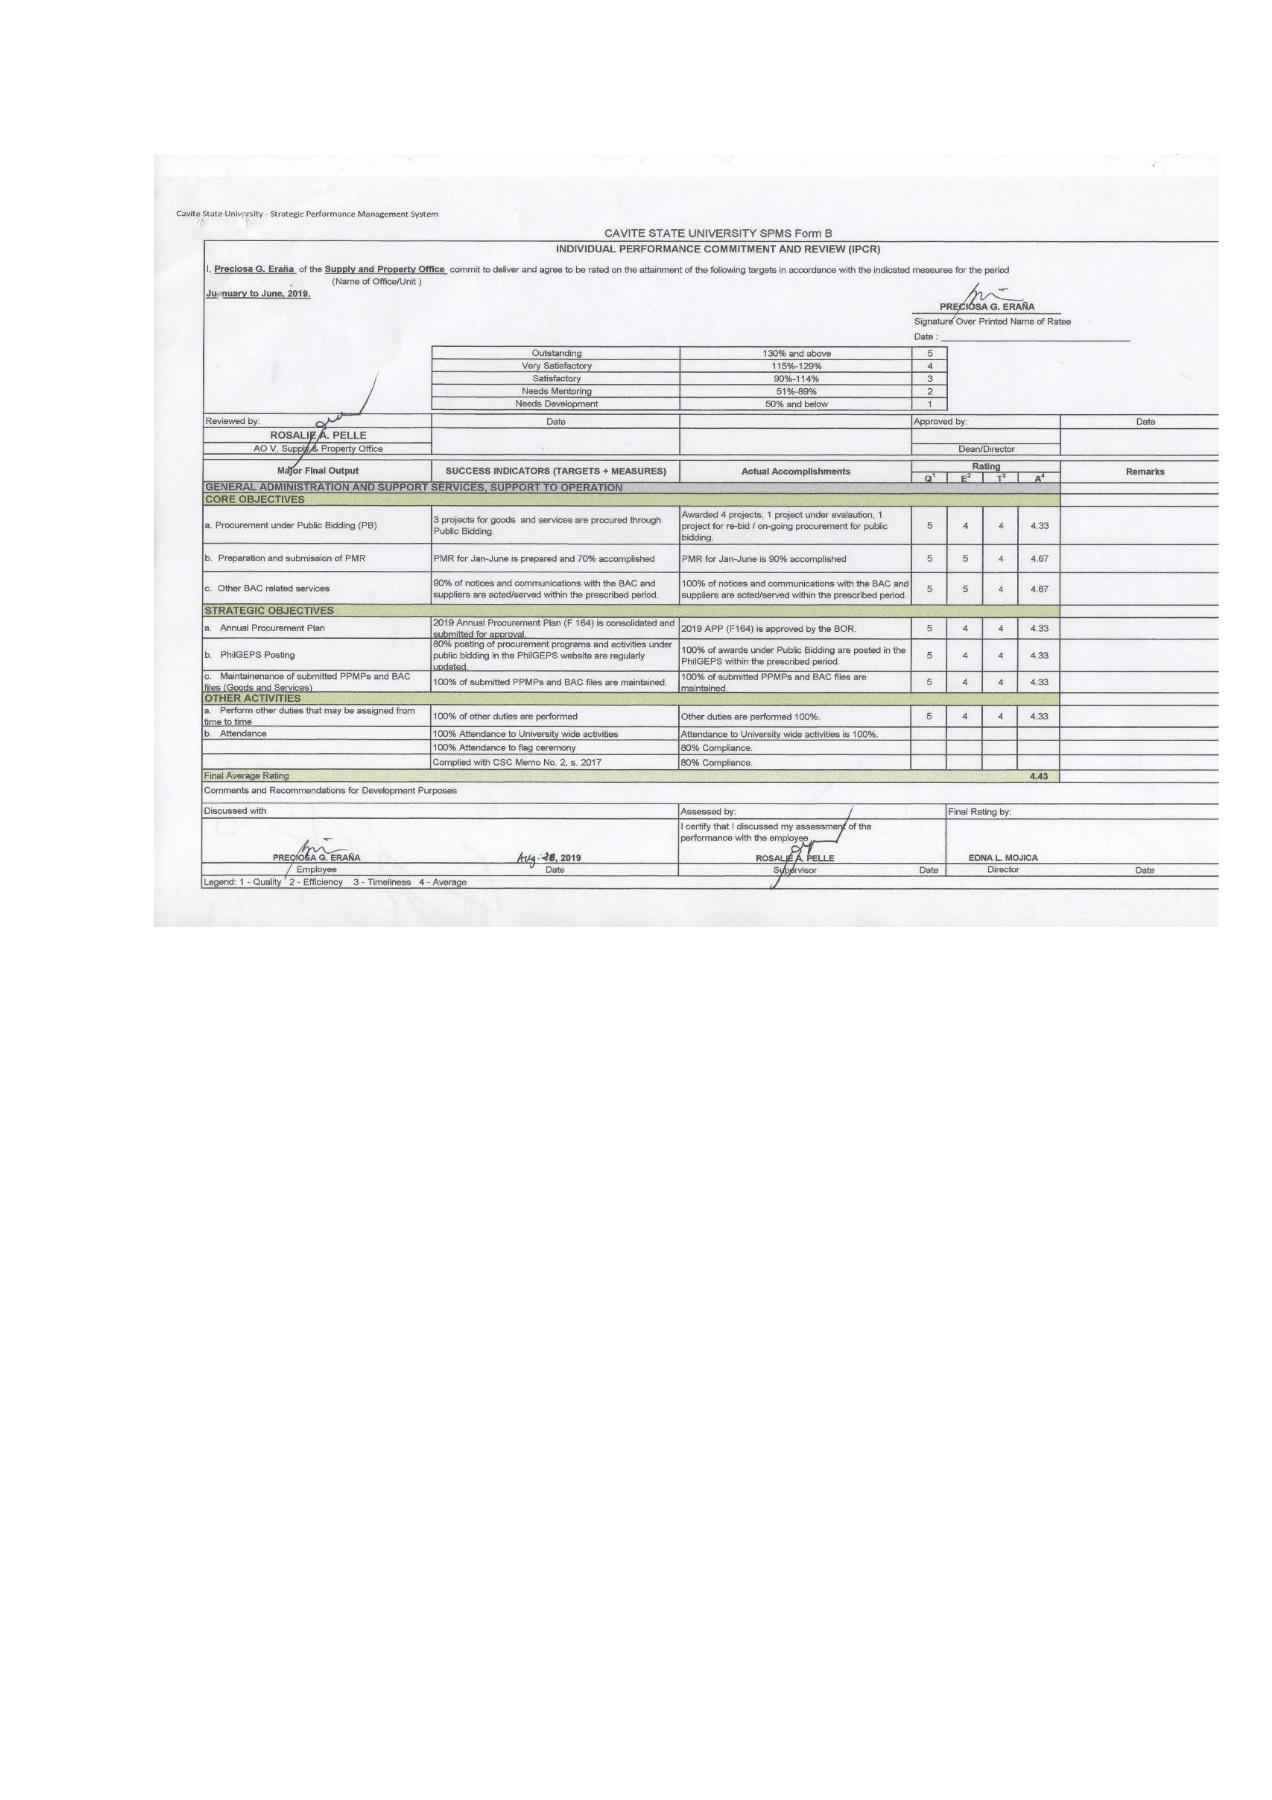 Cavite State University - Strategic Performance Management System
CAVITE STATE UNIVERSITY SPMS Form B
INDIVIDUAL PERFORMANCE COMMITMENT AND REVIEW (IPCR)
I, Preciosa G. Eraña of the Supply and Property Office commit to deliver and agree to be rated on the attainment of the following targets in accordance with the indicated measures for the period
(Name of Office/Unit )
to June, 2019.
PRECIOSA G. ERAÑA
Signature Over Printed Name of Ratee
Date :
Outstanding 130% and above 5
Very Satisfactory 115%-129% 4
Satisfactory 90%-114% 3
Needs Mentoring 51%-89% 2
Needs Development 50% and below 1
Reviewed by: Date Approved by: Date
ROSALIE A. PELLE
AO V, Supply & Property Office Dean/Director
Major Final Output SUCCESS INDICATORS (TARGETS + MEASURES) Actual Accomplishments Rating Remarks
Q1 E2 T3 A4
GENERAL ADMINISTRATION AND SUPPORT SERVICES, SUPPORT TO OPERATION
CORE OBJECTIVES
a. Procurement under Public Bidding (PB) 3 projects for goods and services are procured through Public Bidding. Awarded 4 projects, 1 project under evalaution, 1 project for re-bid / on-going procurement for public bidding. 5 4 4 4.33
b. Preparation and submission of PMR PMR for Jan-June is prepared and 70% accomplished PMR for Jan-June is 90% accomplished 5 5 4 4.67
c. Other BAC related services 90% of notices and communications with the BAC and suppliers are acted/served within the prescribed period. 100% of notices and communications with the BAC and suppliers are acted/served within the prescribed period. 5 5 4 4.67
STRATEGIC OBJECTIVES
a. Annual Procurement Plan 2019 Annual Procurement Plan (F 164) is consolidated and submitted for approval. 2019 APP (F164) is approved by the BOR. 5 4 4 4.33
b. PhilGEPS Posting 80% posting of procurement programs and activities under public bidding in the PhilGEPS website are regularly updated. 100% of awards under Public Bidding are posted in the PhilGEPS within the prescribed period. 5 4 4 4.33
c. Maintainenance of submitted PPMPs and BAC files (Goods and Services) 100% of submitted PPMPs and BAC files are maintained. 100% of submitted PPMPs and BAC files are maintained. 5 4 4 4.33
OTHER ACTIVITIES
a. Perform other duties that may be assigned from time to time 100% of other duties are performed Other duties are performed 100%. 5 4 4 4.33
b. Attendance 100% Attendance to University wide activities Attendance to University wide activities is 100%.
100% Attendance to flag ceremony 80% Compliance.
Complied with CSC Memo No. 2, s. 2017 80% Compliance.
Final Average Rating 4.43
Comments and Recommendations for Development Purposes
Discussed with Assessed by: Final Rating by:
I certify that I discussed my assessment of the
performance with the employee
PRECIOSA G. ERAÑA Aug. 28, 2019 ROSALIE A. PELLE EDNA L. MOJICA
Employee Date Supervisor Date Director Date
Legend: 1 - Quality 2 - Efficiency 3 - Timeliness 4 - Average